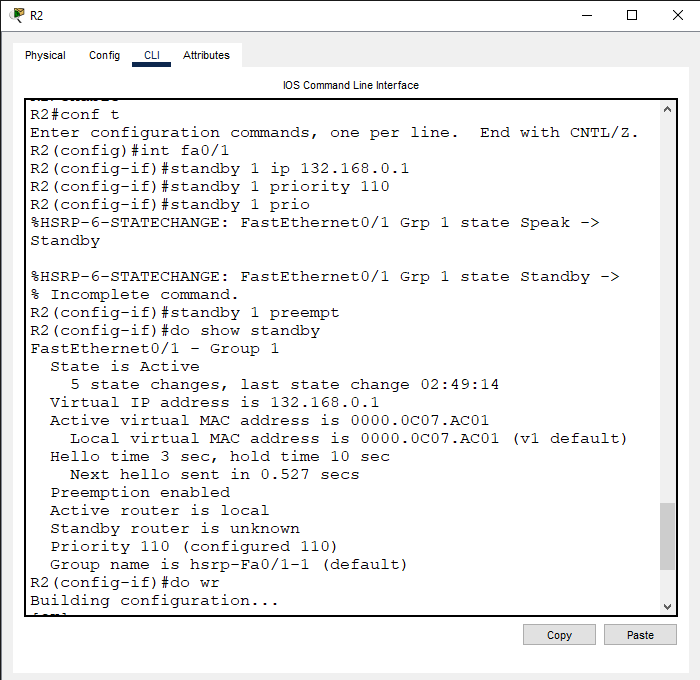 R2
Physical Config CLI Attributes
IOS Command Line Interface
R2#conf t
Enter configuration commands, one per line.  End with CNTL/Z.
R2(config)#int fa0/1
R2(config-if)#standby 1 ip 132.168.0.1
R2(config-if)#standby 1 priority 110
R2(config-if)#standby 1 prio
%HSRP-6-STATECHANGE: FastEthernet0/1 Grp 1 state Speak ->
Standby
%HSRP-6-STATECHANGE: FastEthernet0/1 Grp 1 state Standby ->
% Incomplete command.
R2(config-if)#standby 1 preempt
R2(config-if)#do show standby
FastEthernet0/1 - Group 1
  State is Active
    5 state changes, last state change 02:49:14
  Virtual IP address is 132.168.0.1
  Active virtual MAC address is 0000.0C07.AC01
    Local virtual MAC address is 0000.0C07.AC01 (v1 default)
  Hello time 3 sec, hold time 10 sec
    Next hello sent in 0.527 secs
  Preemption enabled
  Active router is local
  Standby router is unknown
  Priority 110 (configured 110)
  Group name is hsrp-Fa0/1-1 (default)
R2(config-if)#do wr
Building configuration...
Copy Paste